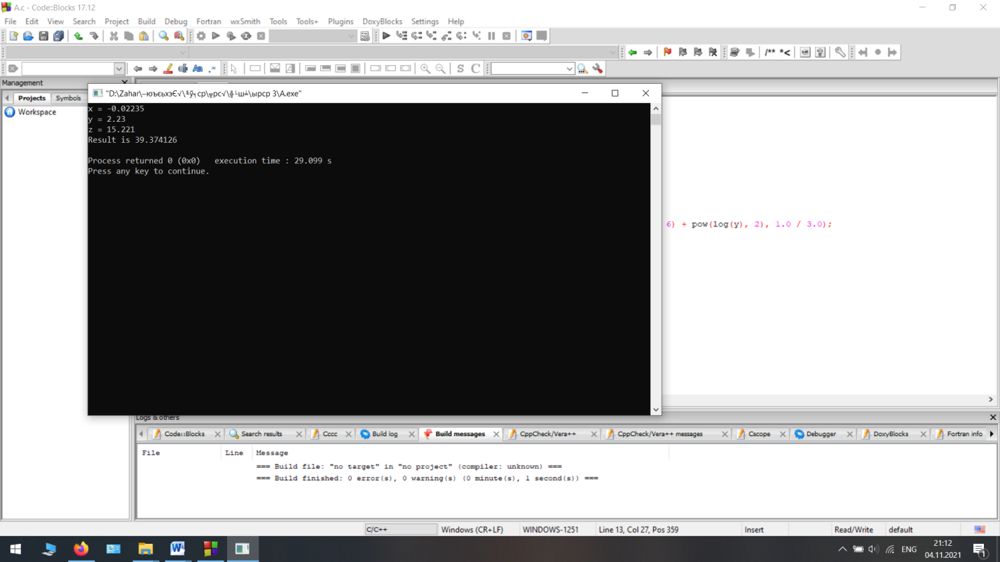 A.c - Code::Blocks 17.12
File Edit View Search Project Build Debug Fortran wxSmith Tools Tools+ Plugins DoxyBlocks Settings Help
/** *<
S C
Management
Projects Symbols
Workspace
"D:\Zahar\–юъєьхэЄ√\╙ўхсp\╦рс√\╬└ш╧\ырср 3\A.exe"
x = -0.02235
y = 2.23
z = 15.221
Result is 39.374126
Process returned 0 (0x0) execution time : 29.099 s
Press any key to continue.
6) + pow(log(y), 2), 1.0 / 3.0);
Logs & others
Code::Blocks Search results Cccc Build log Build messages CppCheck/Vera++ CppCheck/Vera++ messages Cscope Debugger DoxyBlocks Fortran info
File Line Message
=== Build file: "no target" in "no project" (compiler: unknown) ===
=== Build finished: 0 error(s), 0 warning(s) (0 minute(s), 1 second(s)) ===
C/C++ Windows (CR+LF) WINDOWS-1251 Line 13, Col 27, Pos 359 Insert Read/Write default
ENG
21:12
04.11.2021
1